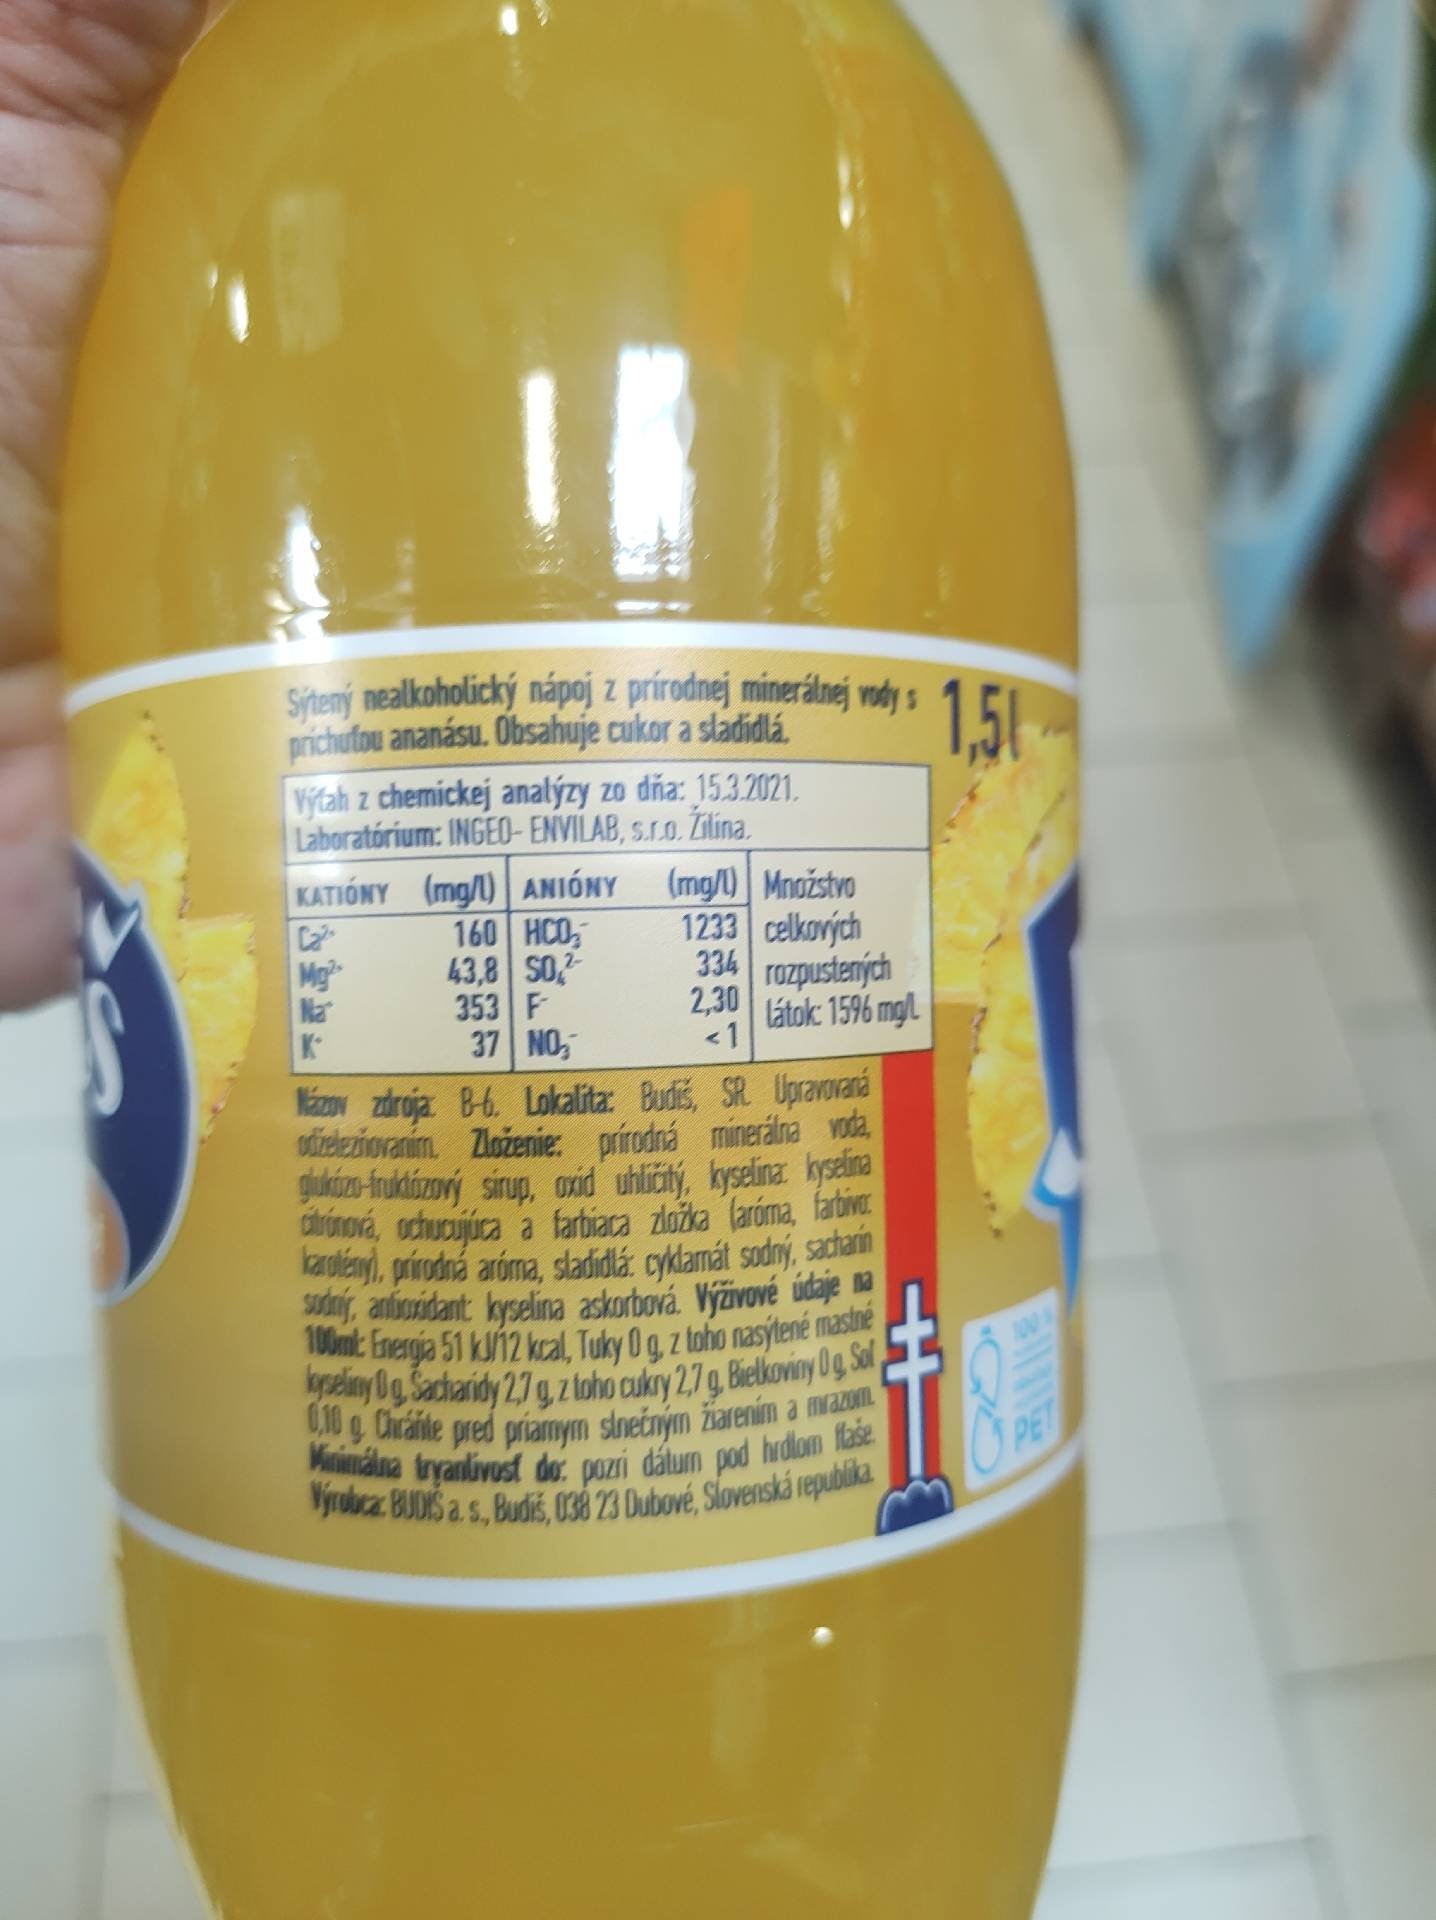 Sýtený nealkoholický nápoj z prírodnej minerálnej vody s
príchuťou ananásu. Obsahuje cukor a sladidlá.
1,5l
Výťah z chemickej analýzy zo dňa: 15.3.2021.
Laboratórium: INGEO- ENVILAB, s.r.o. Žilina.
KATIÓNY (mg/l) ANIÓNY (mg/l) Množstvo
Ca²⁺ 160 HCO₃⁻ 1233 celkových
Mg²⁺ 43,8 SO₄²⁻ 334 rozpustených
Na⁺ 353 F⁻ 2,30 látok: 1596 mg/l
K⁺ 37 NO₃⁻ <1
Názov zdroja: B-6. Lokalita: Budiš, SR. Upravovaná
odželezňovaním. Zloženie: prírodná minerálna voda,
glukózo-fruktózový sirup, oxid uhličitý, kyselina: kyselina
citrónová, ochucujúca a farbiaca zložka (aróma, farbivo:
karotény), prírodná aróma, sladidlá: cyklamát sodný, sacharín
sodný, antioxidant: kyselina askorbová. Výživové údaje na
100ml: Energia 51 kJ/12 kcal, Tuky 0 g, z toho nasýtené mastné
kyseliny 0 g, Sacharidy 2,7 g, z toho cukry 2,7 g, Bielkoviny 0 g, Soľ
0,10 g. Chráňte pred priamym slnečným žiarením a mrazom.
Minimálna trvanlivosť do: pozri dátum pod hrdlom fľaše.
Výrobca: BUDIŠ a. s., Budiš, 038 23 Dubové, Slovenská republika.
100 %
PET